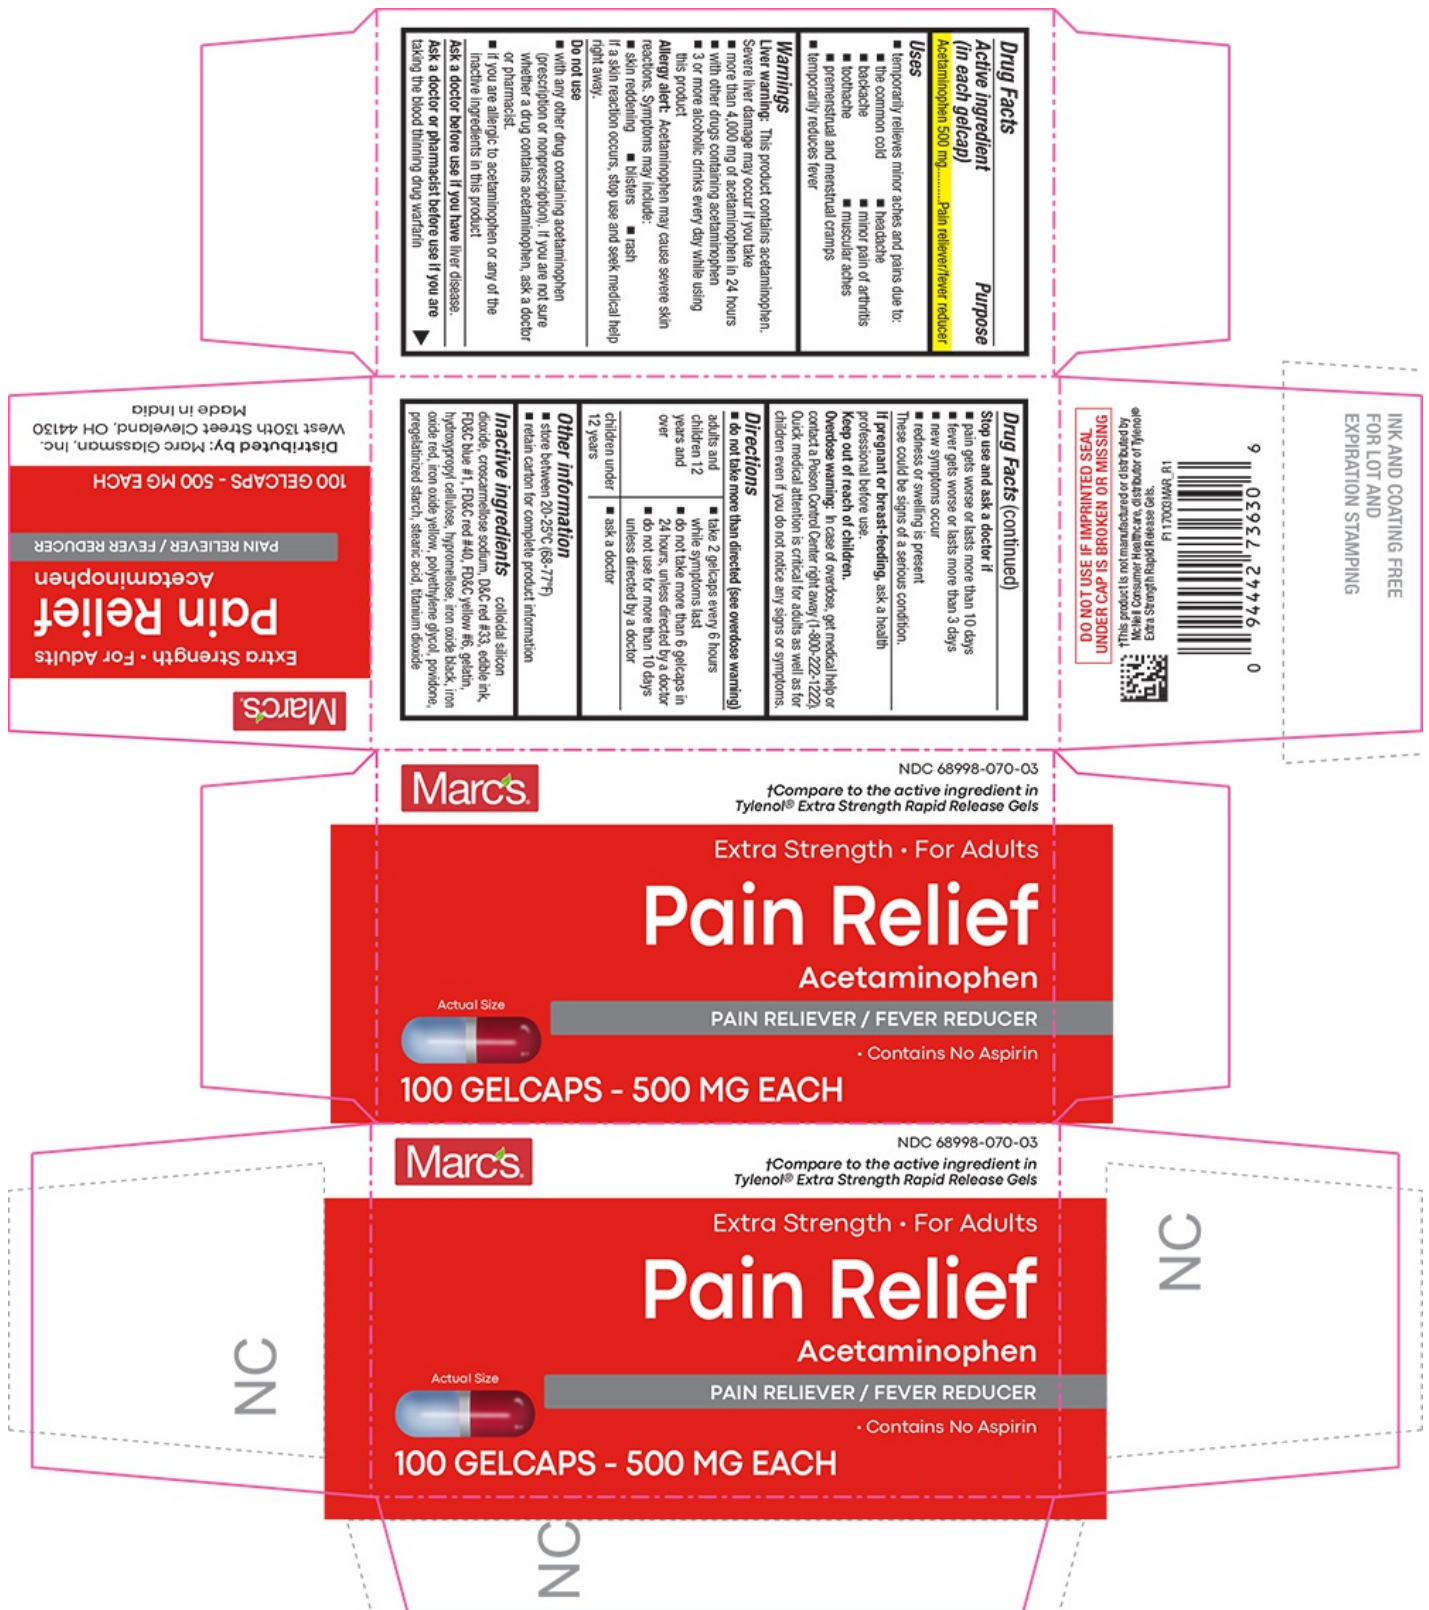 Drug Facts
Active ingredient Purpose
(in each gelcap)
Acetaminophen 500 mg..........Pain reliever/fever reducer
Uses
■ temporarily relieves minor aches and pains due to:
■ the common cold ■ headache
■ backache ■ minor pain of arthritis
■ toothache ■ muscular aches
■ premenstrual and menstrual cramps
■ temporarily reduces fever
Warnings
Liver warning: This product contains acetaminophen.
Severe liver damage may occur if you take
■ more than 4,000 mg of acetaminophen in 24 hours
■ with other drugs containing acetaminophen
■ 3 or more alcoholic drinks every day while using
this product
Allergy alert: Acetaminophen may cause severe skin
reactions. Symptoms may include:
■ skin reddening ■ blisters ■ rash
If a skin reaction occurs, stop use and seek medical help
right away.
Do not use
■ with any other drug containing acetaminophen
(prescription or nonprescription). If you are not sure
whether a drug contains acetaminophen, ask a doctor
or pharmacist.
■ if you are allergic to acetaminophen or any of the
inactive ingredients in this product
Ask a doctor before use if you have liver disease.
Ask a doctor or pharmacist before use if you are
taking the blood thinning drug warfarin
Drug Facts (continued)
Stop use and ask a doctor if
■ pain gets worse or lasts more than 10 days
■ fever gets worse or lasts more than 3 days
■ new symptoms occur
■ redness or swelling is present
These could be signs of a serious condition.
If pregnant or breast-feeding, ask a health
professional before use.
Keep out of reach of children.
Overdose warning: In case of overdose, get medical help or
contact a Poison Control Center right away (1-800-222-1222).
Quick medical attention is critical for adults as well as for
children even if you do not notice any signs or symptoms.
Directions
■ do not take more than directed (see overdose warning)
adults and
children 12
years and
over
■ take 2 gelcaps every 6 hours
while symptoms last
■ do not take more than 6 gelcaps in
24 hours, unless directed by a doctor
■ do not use for more than 10 days
unless directed by a doctor
children under
12 years
■ ask a doctor
Other information
■ store between 20-25°C (68-77°F)
■ retain carton for complete product information
Inactive ingredients colloidal silicon
dioxide, croscarmellose sodium, D&C red #33, edible ink,
FD&C blue #1, FD&C red #40, FD&C yellow #6, gelatin,
hydroxypropyl cellulose, hypromellose, iron oxide black, iron
oxide red, iron oxide yellow, polyethylene glycol, povidone,
pregelatinized starch, stearic acid, titanium dioxide
Marc's.
Extra Strength • For Adults
Pain Relief
Acetaminophen
PAIN RELIEVER / FEVER REDUCER
100 GELCAPS - 500 MG EACH
Distributed by: Marc Glassman, Inc.
West 130th Street Cleveland, OH 44130
Made in India
INK AND COATING FREE
FOR LOT AND
EXPIRATION STAMPING
0 94442 73630 6
F117003MAR_R1
†This product is not manufactured or distributed by
McNeil Consumer Healthcare, distributor of Tylenol®
Extra Strength Rapid Release Gels.
DO NOT USE IF IMPRINTED SEAL
UNDER CAP IS BROKEN OR MISSING
Marc's.
NDC 68998-070-03
†Compare to the active ingredient in
Tylenol® Extra Strength Rapid Release Gels
Extra Strength • For Adults
Pain Relief
Acetaminophen
PAIN RELIEVER / FEVER REDUCER
• Contains No Aspirin
Actual Size
100 GELCAPS - 500 MG EACH
Marc's.
NDC 68998-070-03
†Compare to the active ingredient in
Tylenol® Extra Strength Rapid Release Gels
Extra Strength • For Adults
Pain Relief
Acetaminophen
PAIN RELIEVER / FEVER REDUCER
• Contains No Aspirin
Actual Size
100 GELCAPS - 500 MG EACH
NC
NC
NC